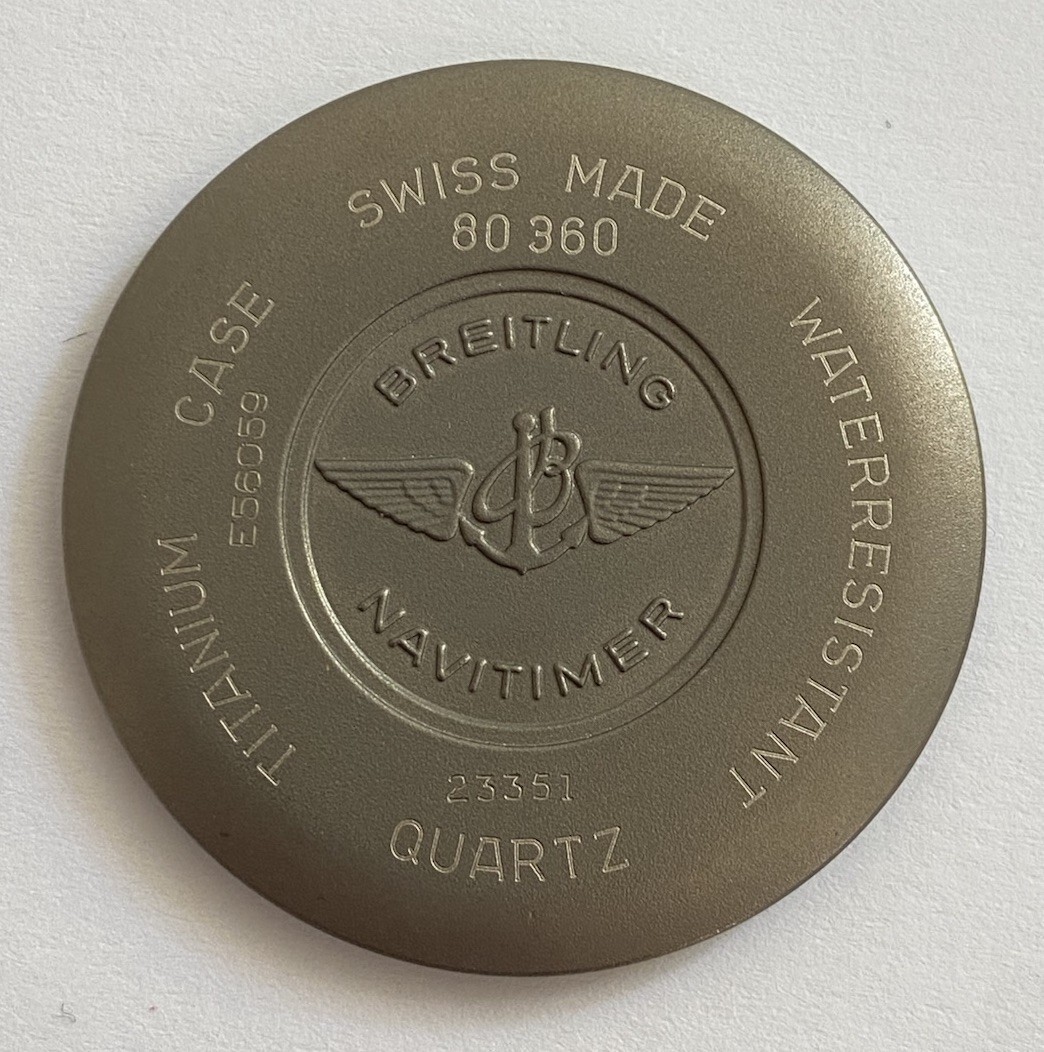 SWISS MADE
80 360
WATERRESISTANT
QUARTZ
23351
TITANIUM CASE
E56059
BREITLING
NAVITIMER